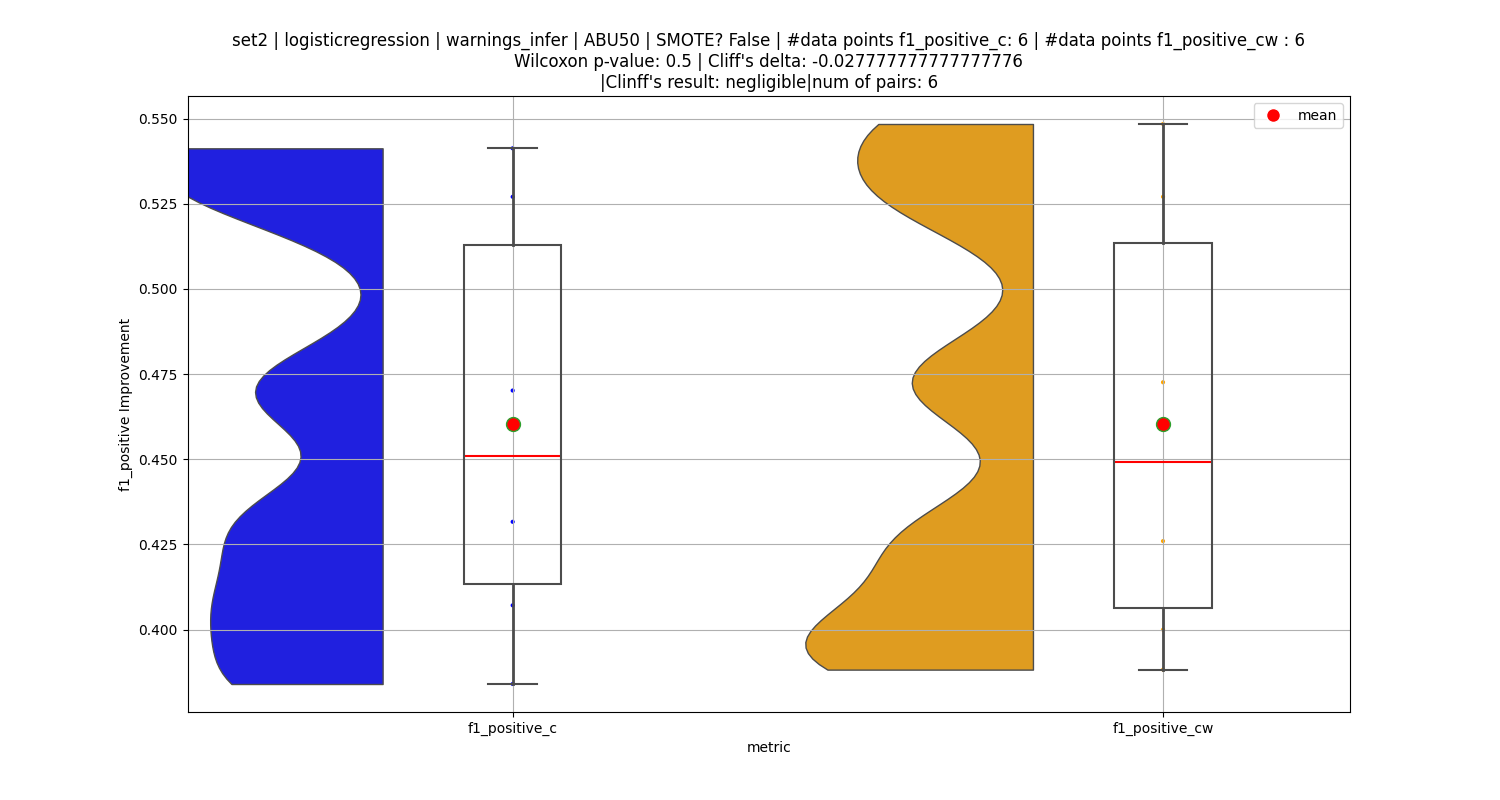 set2 | logisticregression | warnings_infer | ABU50 | SMOTE? False | #data points f1_positive_c: 6 | #data points f1_positive_cw : 6
Wilcoxon p-value: 0.5 | Cliff's delta: -0.027777777777777776
|Clinff's result: negligible|num of pairs: 6
mean
0.550
0.525
0.500
0.475
0.450
0.425
0.400
f1_positive Improvement
f1_positive_c
f1_positive_cw
metric